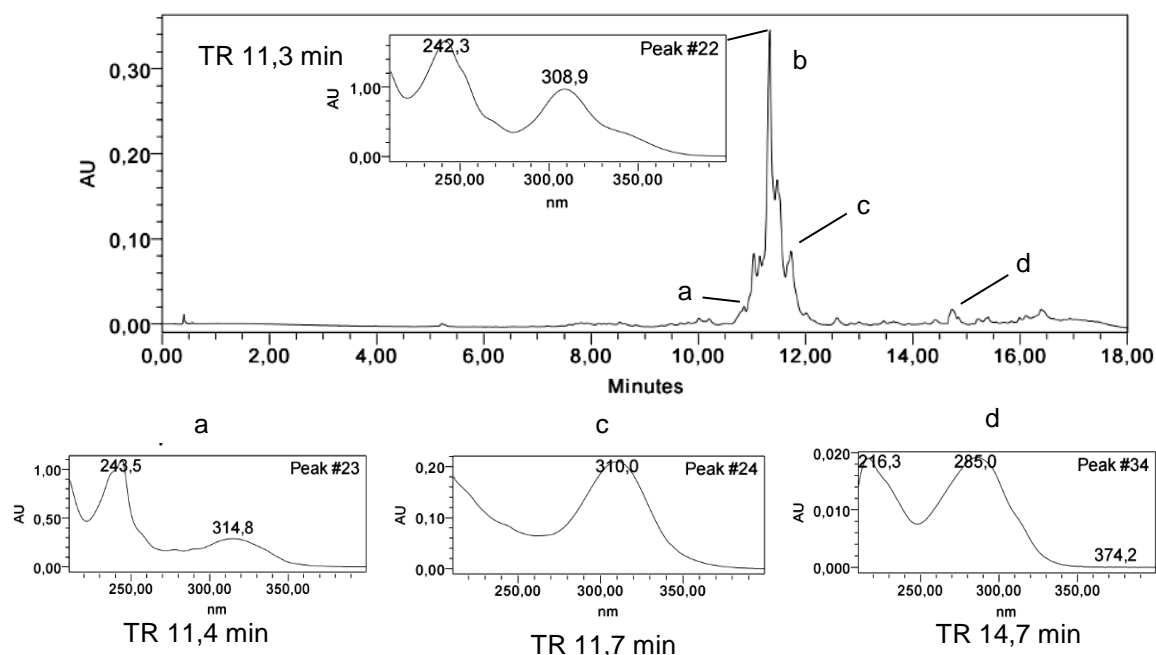 TR 11,3 min
Peak #22
242,3
308,9
1,00
0,00
AU
250,00 300,00 350,00
nm
b
c
a
d
0,30
0,20
0,10
0,00
AU
0,00 2,00 4,00 6,00 8,00 10,00 12,00 14,00 16,00 18,00
Minutes
a
Peak #23
243,5
314,8
1,00
0,50
0,00
AU
250,00 300,00 350,00
nm
TR 11,4 min
c
Peak #24
310,0
0,20
0,10
0,00
AU
250,00 300,00 350,00
nm
TR 11,7 min
d
Peak #34
216,3 285,0
374,2
0,020
0,010
0,000
AU
250,00 300,00 350,00
nm
TR 14,7 min